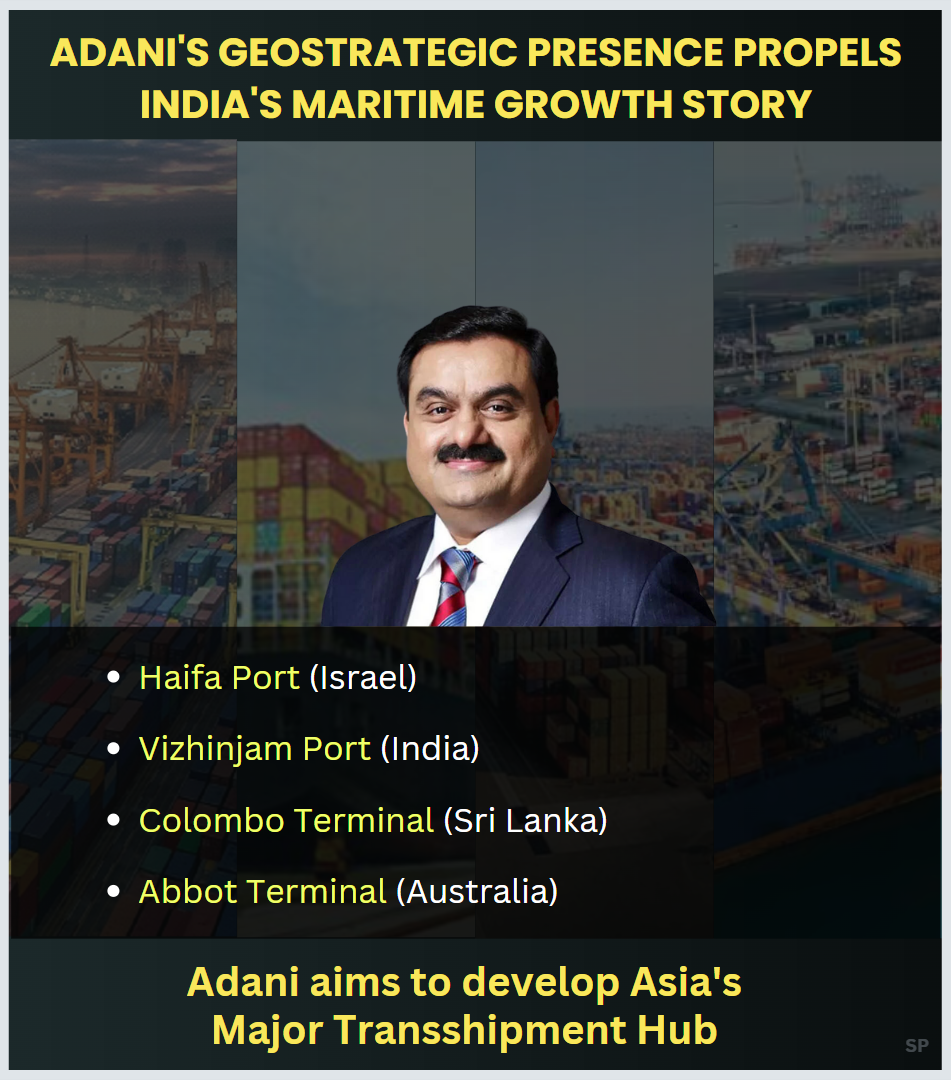 ADANI'S GEOSTRATEGIC PRESENCE PROPELS
INDIA'S MARITIME GROWTH STORY
• Haifa Port (Israel)
• Vizhinjam Port (India)
• Colombo Terminal (Sri Lanka)
• Abbot Terminal (Australia)
Adani aims to develop Asia's
Major Transshipment Hub
SP